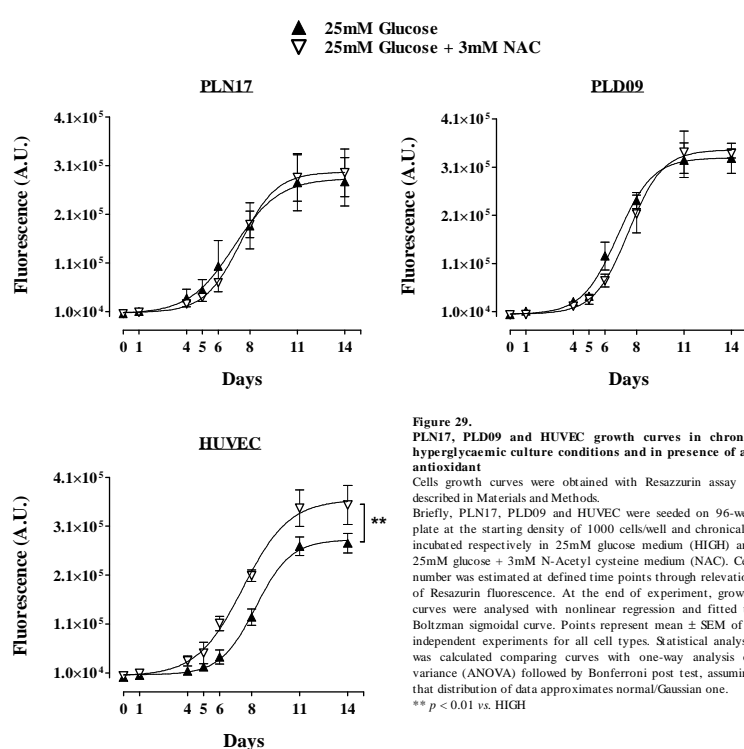 25mM Glucose
25mM Glucose + 3mM NAC
PLN17
Fluorescence (A.U.)
4.1×10⁵
3.1×10⁵
2.1×10⁵
1.1×10⁵
1.0×10⁴
0 1 4 5 6 8 11 14
Days
PLD09
Fluorescence (A.U.)
4.1×10⁵
3.1×10⁵
2.1×10⁵
1.1×10⁵
1.0×10⁴
0 1 4 5 6 8 11 14
Days
HUVEC
Fluorescence (A.U.)
4.1×10⁵
3.1×10⁵
2.1×10⁵
1.1×10⁵
1.0×10⁴
**
0 1 4 5 6 8 11 14
Days
Figure 29.
PLN17, PLD09 and HUVEC growth curves in chron
hyperglycaemic culture conditions and in presence of a
antioxidant
Cells growth curves were obtained with Resazzurin assay
described in Materials and Methods.
Briefly, PLN17, PLD09 and HUVEC were seeded on 96-we
plate at the starting density of 1000 cells/well and chronical
incubated respectively in 25mM glucose medium (HIGH) an
25mM glucose + 3mM N-Acetyl cysteine medium (NAC). Ce
number was estimated at defined time points through relevation
of Resazurin fluorescence. At the end of experiment, grow
curves were analysed with nonlinear regression and fitted
Boltzman sigmoidal curve. Points represent mean ± SEM of
independent experiments for all cell types. Statistical analys
was calculated comparing curves with one-way analysis
variance (ANOVA) followed by Bonferroni post test, assumin
that distribution of data approximates normal/Gaussian one.
** p < 0.01 vs. HIGH